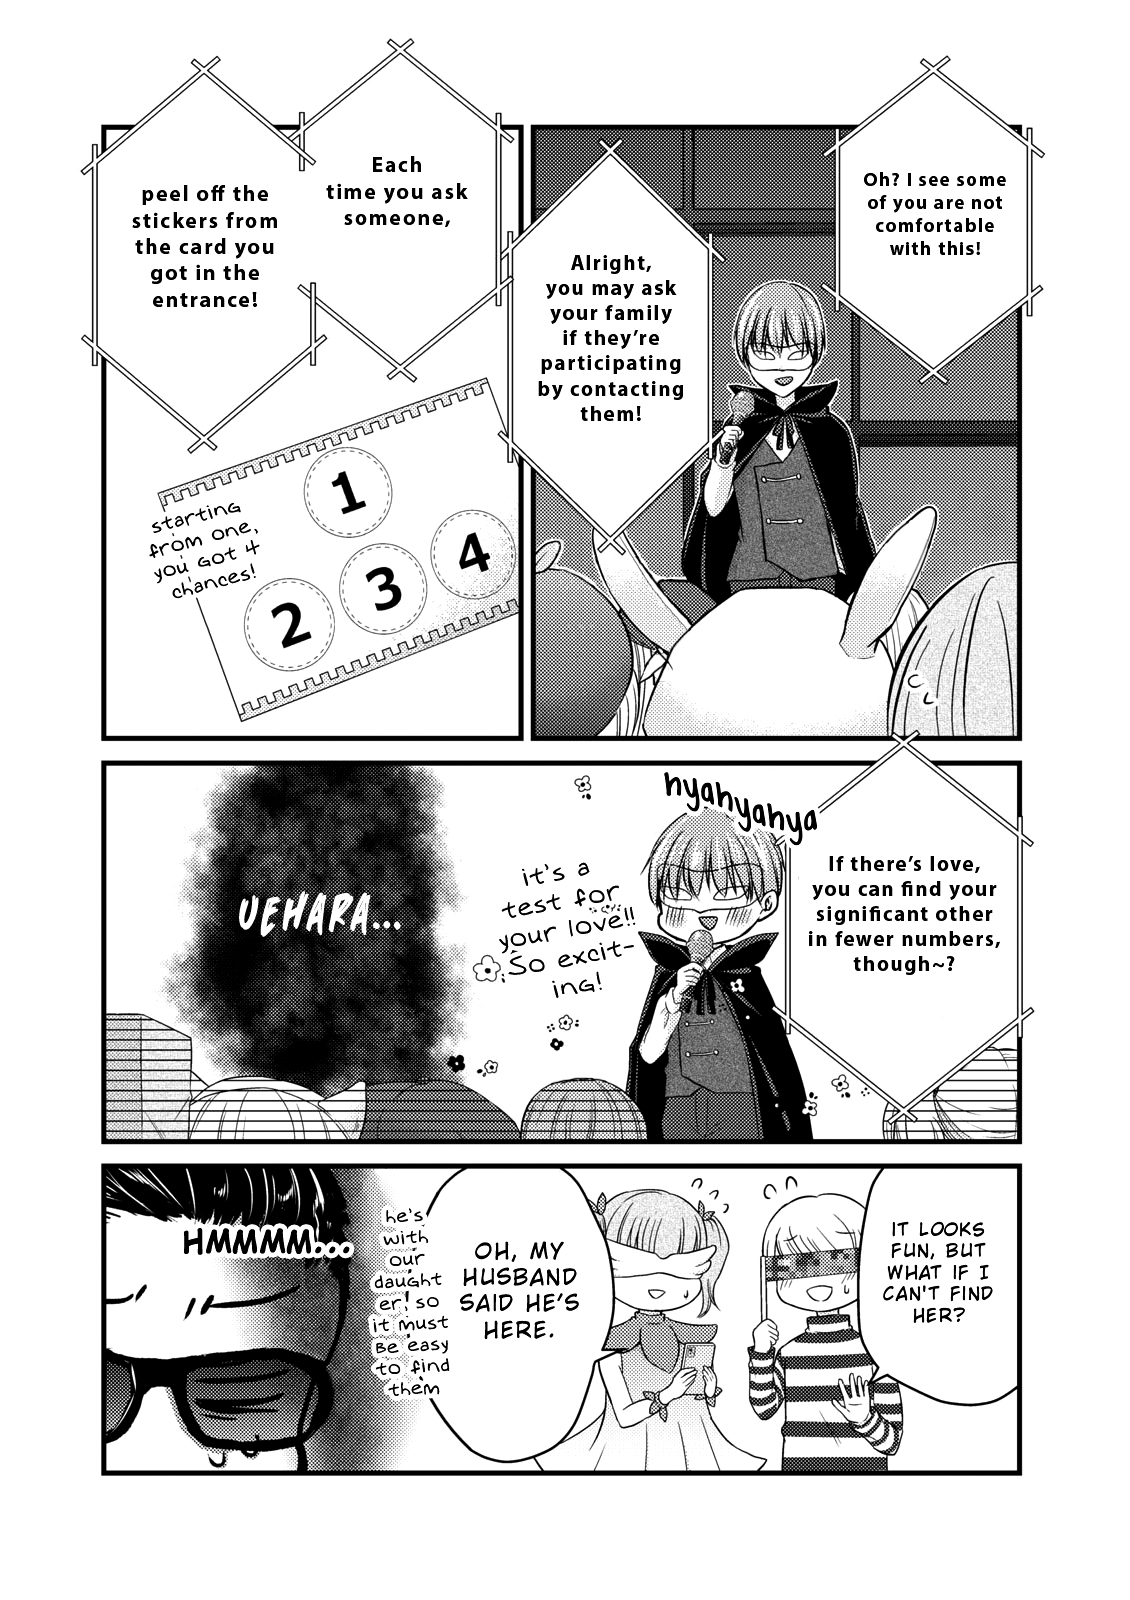 Oh? I see some
of you are not
comfortable
with this!
Alright,
you may ask
your family
if they're
participating
by contacting
them!
Each
time you ask
someone,
peel off the
stickers from
the card you
got in the
entrance!
starting
from one,
you got 4
chances!
1
2
3
4
hyahyahya
If there's love,
you can find your
significant other
in fewer numbers,
though~?
it's a
test for
your love!!
So excit-
ing!
UEHARA...
IT LOOKS
FUN, BUT
WHAT IF I
CAN'T FIND
HER?
OH, MY
HUSBAND
SAID HE'S
HERE.
he's
with
our
daught
er! so
it must
be easy
to find
them
HMMMM...